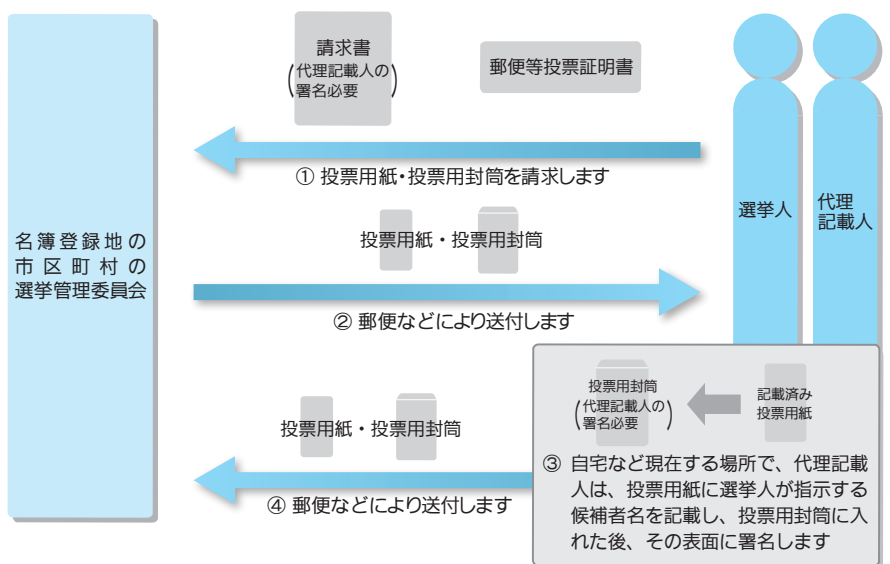 請求書
(代理記載人の
署名必要)
郵便等投票証明書
① 投票用紙・投票用封筒を請求します
選挙人
代理
記載人
名簿登録地の
市区町村の
選挙管理委員会
投票用紙・投票用封筒
② 郵便などにより送付します
投票用封筒
(代理記載人の
署名必要)
記載済み
投票用紙
投票用紙・投票用封筒
③ 自宅など現在する場所で、代理記載
人は、投票用紙に選挙人が指示する
候補者名を記載し、投票用封筒に入
れた後、その表面に署名します
④ 郵便などにより送付します